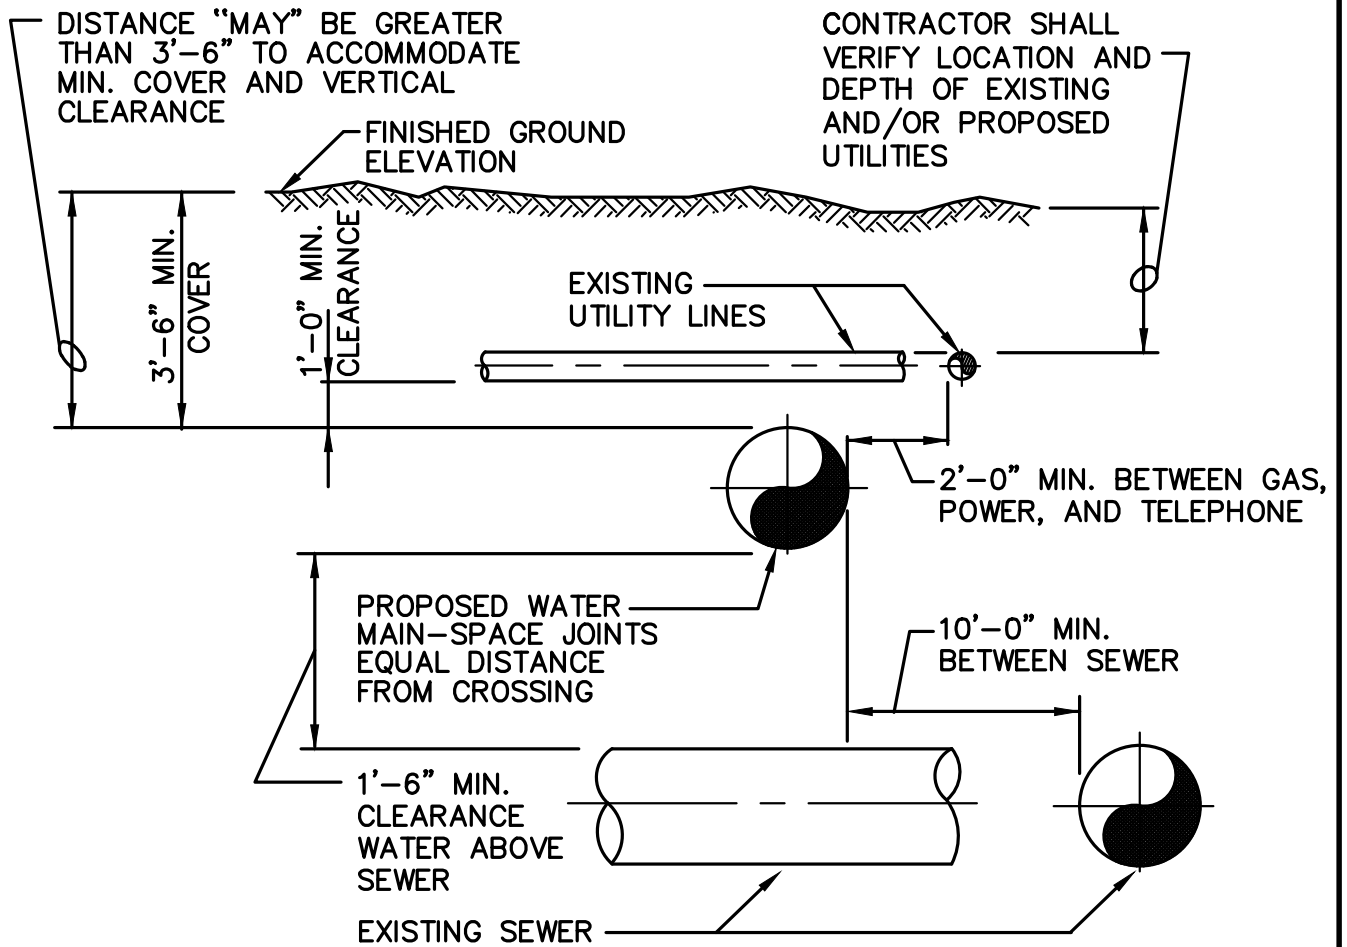 DISTANCE "MAY" BE GREATER
THAN 3'-6" TO ACCOMMODATE
MIN. COVER AND VERTICAL
CLEARANCE
CONTRACTOR SHALL
VERIFY LOCATION AND
DEPTH OF EXISTING
AND/OR PROPOSED
UTILITIES
FINISHED GROUND
ELEVATION
3'-6" MIN.
COVER
1'-0" MIN.
CLEARANCE
EXISTING
UTILITY LINES
2'-0" MIN. BETWEEN GAS,
POWER, AND TELEPHONE
PROPOSED WATER
MAIN-SPACE JOINTS
EQUAL DISTANCE
FROM CROSSING
10'-0" MIN.
BETWEEN SEWER
1'-6" MIN.
CLEARANCE
WATER ABOVE
SEWER
EXISTING SEWER